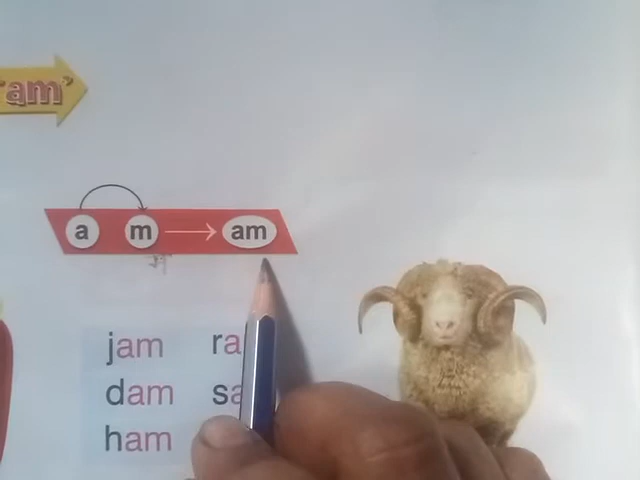 'am'
a m → am
में
jam
dam
ham